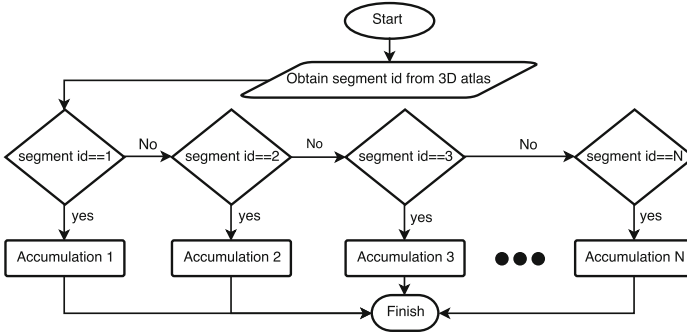 Start
Obtain segment id from 3D atlas
segment id==1
No
segment id==2
No
segment id==3
No
segment id==N
yes
yes
yes
yes
Accumulation 1
Accumulation 2
Accumulation 3
Accumulation N
Finish